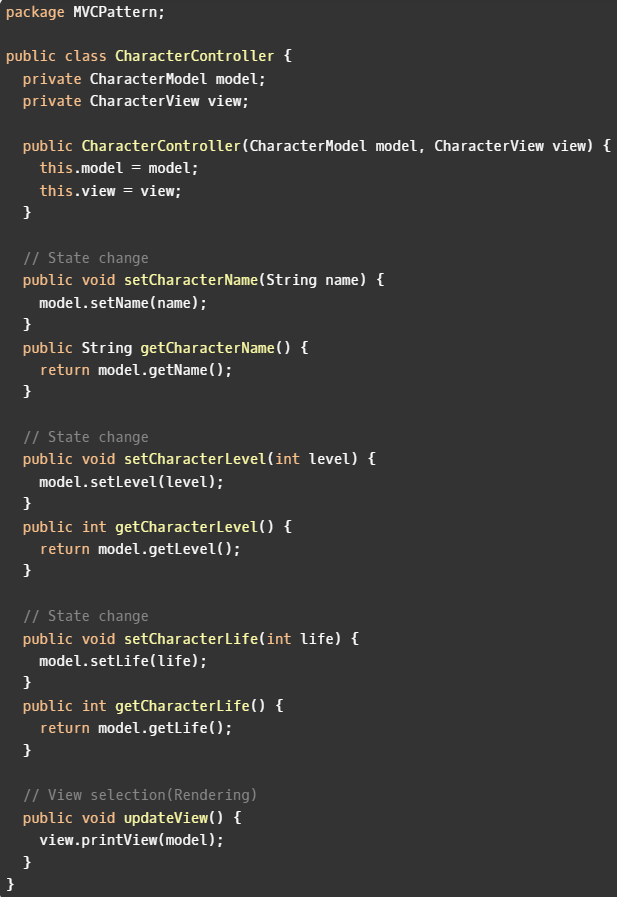 package MVCPattern;

public class CharacterController {
  private CharacterModel model;
  private CharacterView view;

  public CharacterController(CharacterModel model, CharacterView view) {
    this.model = model;
    this.view = view;
  }

  // State change
  public void setCharacterName(String name) {
    model.setName(name);
  }
  public String getCharacterName() {
    return model.getName();
  }

  // State change
  public void setCharacterLevel(int level) {
    model.setLevel(level);
  }
  public int getCharacterLevel() {
    return model.getLevel();
  }

  // State change
  public void setCharacterLife(int life) {
    model.setLife(life);
  }
  public int getCharacterLife() {
    return model.getLife();
  }

  // View selection(Rendering)
  public void updateView() {
    view.printView(model);
  }
}